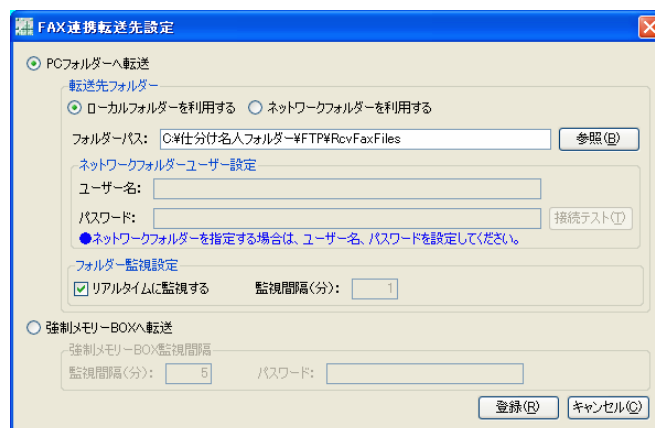 FAX連携転送先設定
PCフォルダーへ転送
転送先フォルダー
ローカルフォルダーを利用する ネットワークフォルダーを利用する
フォルダーパス： C:¥仕分け名人フォルダー¥FTP¥RcvFaxFiles 参照(B)
ネットワークフォルダーユーザー設定
ユーザー名：
パスワード： 接続テスト(T)
●ネットワークフォルダーを指定する場合は、ユーザー名、パスワードを設定してください。
フォルダー監視設定
リアルタイムに監視する 監視間隔(分)： 1
強制メモリーBOXへ転送
強制メモリーBOX監視間隔
監視間隔(分)： 5 パスワード：
登録(R) キャンセル(C)